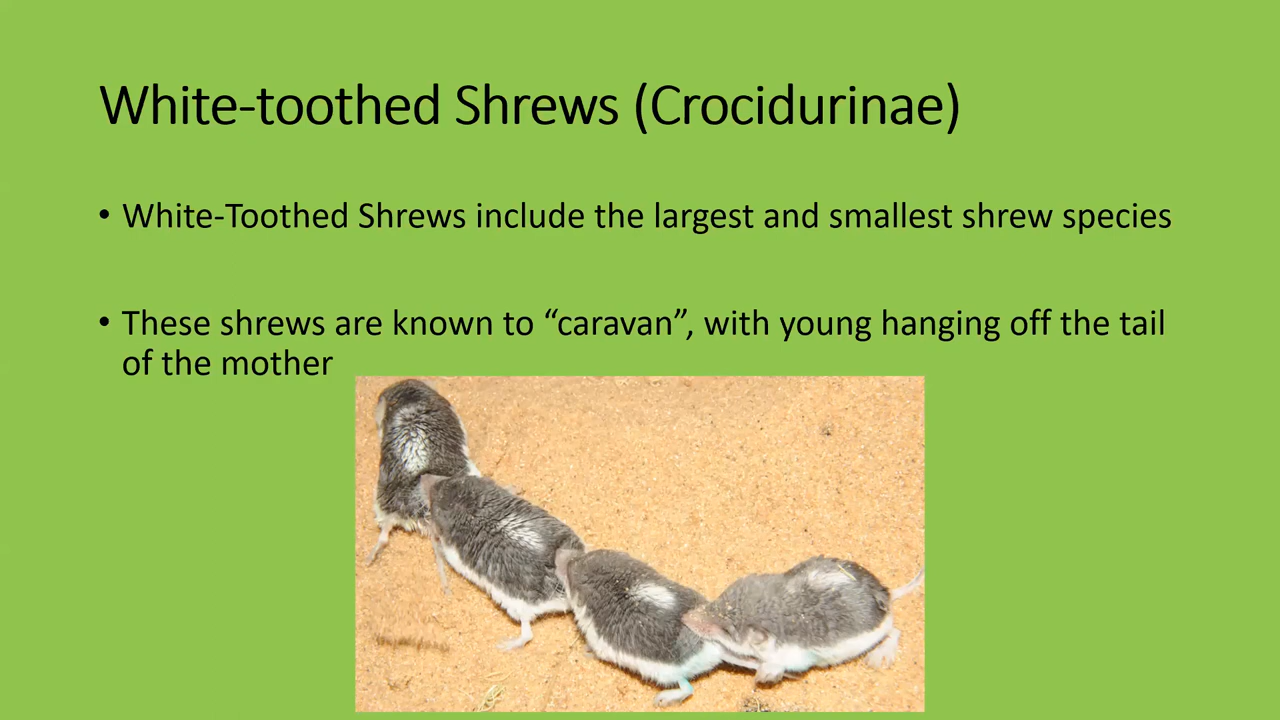 White-toothed Shrews (Crocidurinae)
• White-Toothed Shrews include the largest and smallest shrew species
• These shrews are known to “caravan”, with young hanging off the tail
of the mother